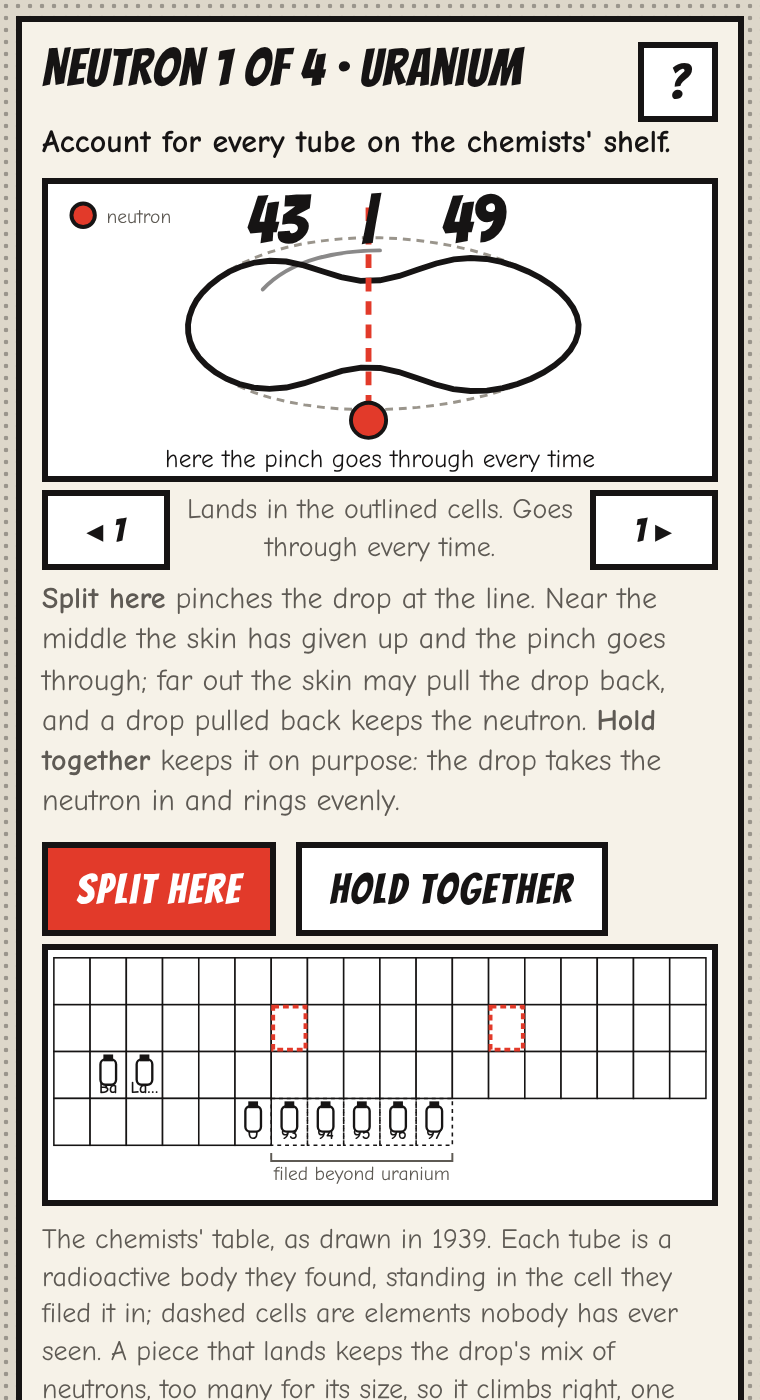 NEUTRON 1 OF 4 • URANIUM
?
Account for every tube on the chemists' shelf.
neutron
43 / 49
here the pinch goes through every time
◂ 1
Lands in the outlined cells. Goes
through every time.
1 ▸
Split here pinches the drop at the line. Near the
middle the skin has given up and the pinch goes
through; far out the skin may pull the drop back,
and a drop pulled back keeps the neutron. Hold
together keeps it on purpose: the drop takes the
neutron in and rings evenly.
SPLIT HERE
HOLD TOGETHER
Ba La...
U 93 94 95 96 97
filed beyond uranium
The chemists' table, as drawn in 1939. Each tube is a
radioactive body they found, standing in the cell they
filed it in; dashed cells are elements nobody has ever
seen. A piece that lands keeps the drop's mix of
neutrons, too many for its size, so it climbs right, one